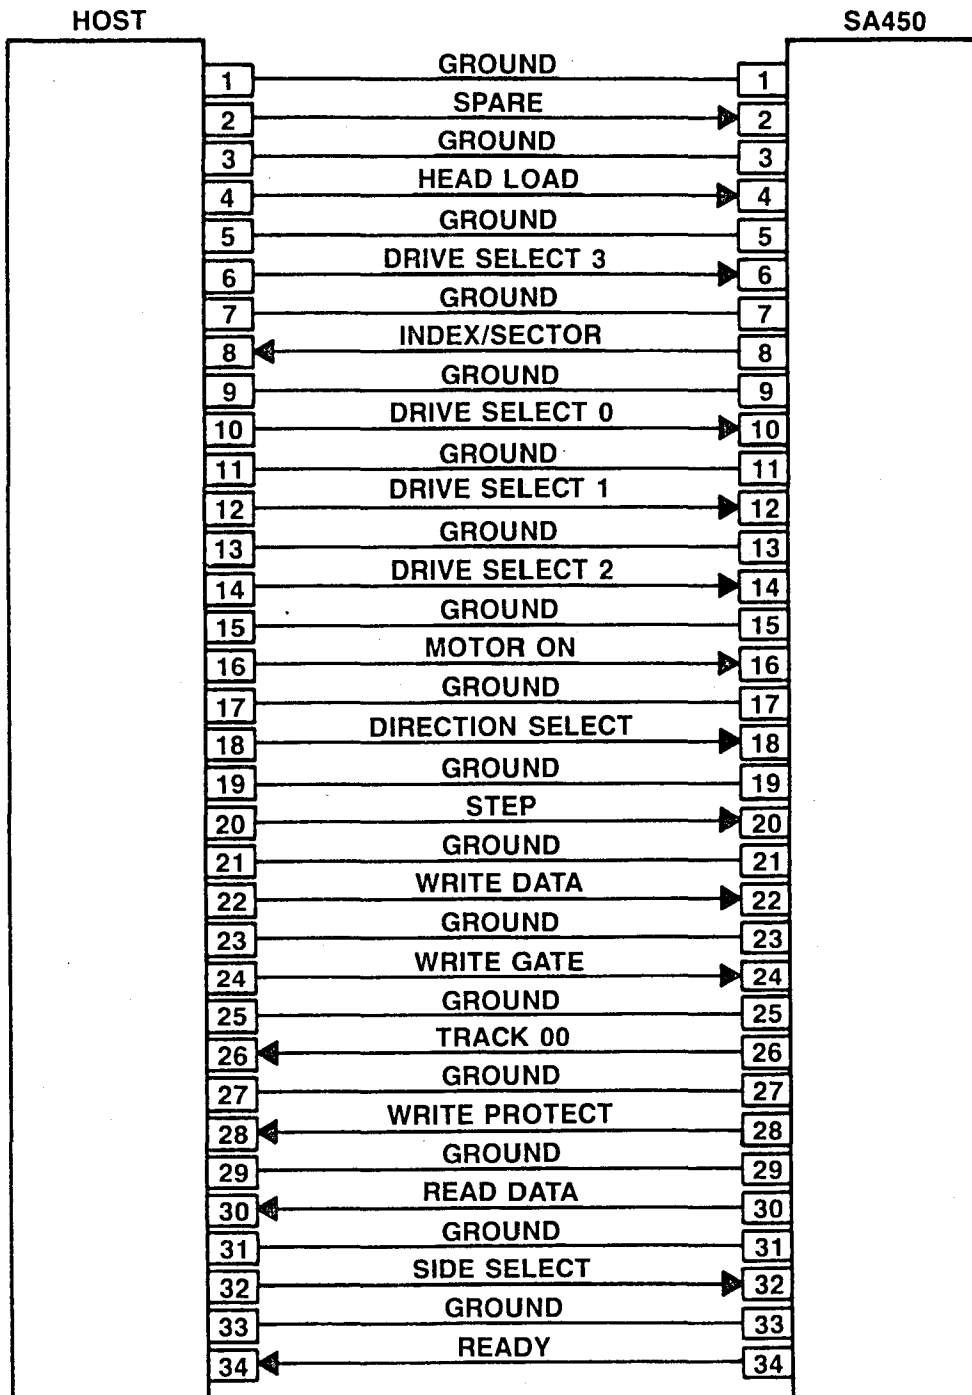 HOST SA450
GROUND
1 1
SPARE
2 2
GROUND
3 3
HEAD LOAD
4 4
GROUND
5 5
DRIVE SELECT 3
6 6
GROUND
7 7
INDEX/SECTOR
8 8
GROUND
9 9
DRIVE SELECT 0
10 10
GROUND
11 11
DRIVE SELECT 1
12 12
GROUND
13 13
DRIVE SELECT 2
14 14
GROUND
15 15
MOTOR ON
16 16
GROUND
17 17
DIRECTION SELECT
18 18
GROUND
19 19
STEP
20 20
GROUND
21 21
WRITE DATA
22 22
GROUND
23 23
WRITE GATE
24 24
GROUND
25 25
TRACK 00
26 26
GROUND
27 27
WRITE PROTECT
28 28
GROUND
29 29
READ DATA
30 30
GROUND
31 31
SIDE SELECT
32 32
GROUND
33 33
READY
34 34